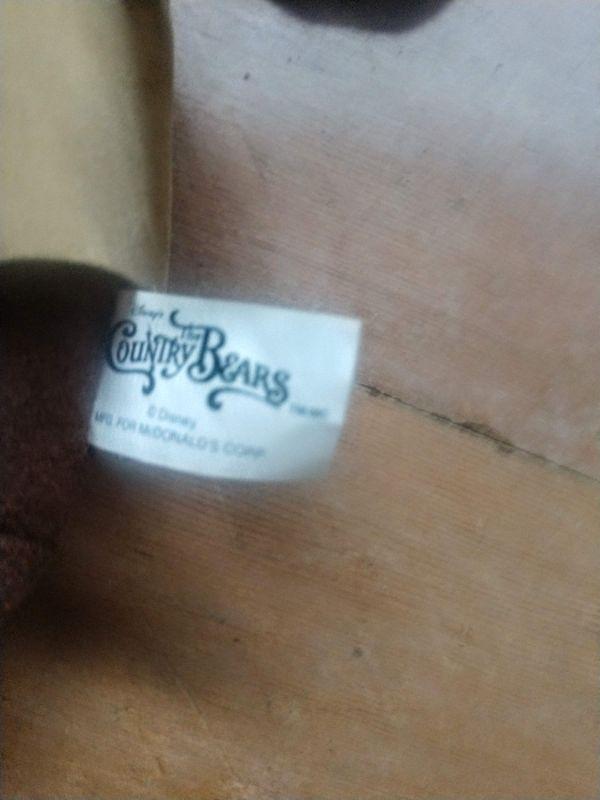 Disney's
The
COUNTRY BEARS
© Disney
MFG. FOR McDONALD'S CORP.